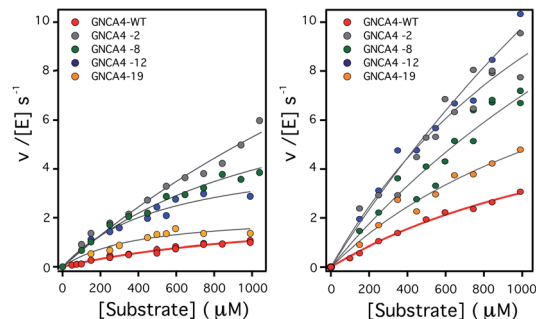 10
8
6
4
2
0
v /[E] s⁻¹
GNCA4-WT
GNCA4 -2
GNCA4 -8
GNCA4 -12
GNCA4-19
0 200 400 600 800 1000
[Substrate] ( μM)
10
8
6
4
2
0
v /[E] s⁻¹
GNCA4-WT
GNCA4 -2
GNCA4 -8
GNCA4 -12
GNCA4-19
0 200 400 600 800 1000
[Substrate] ( μM)